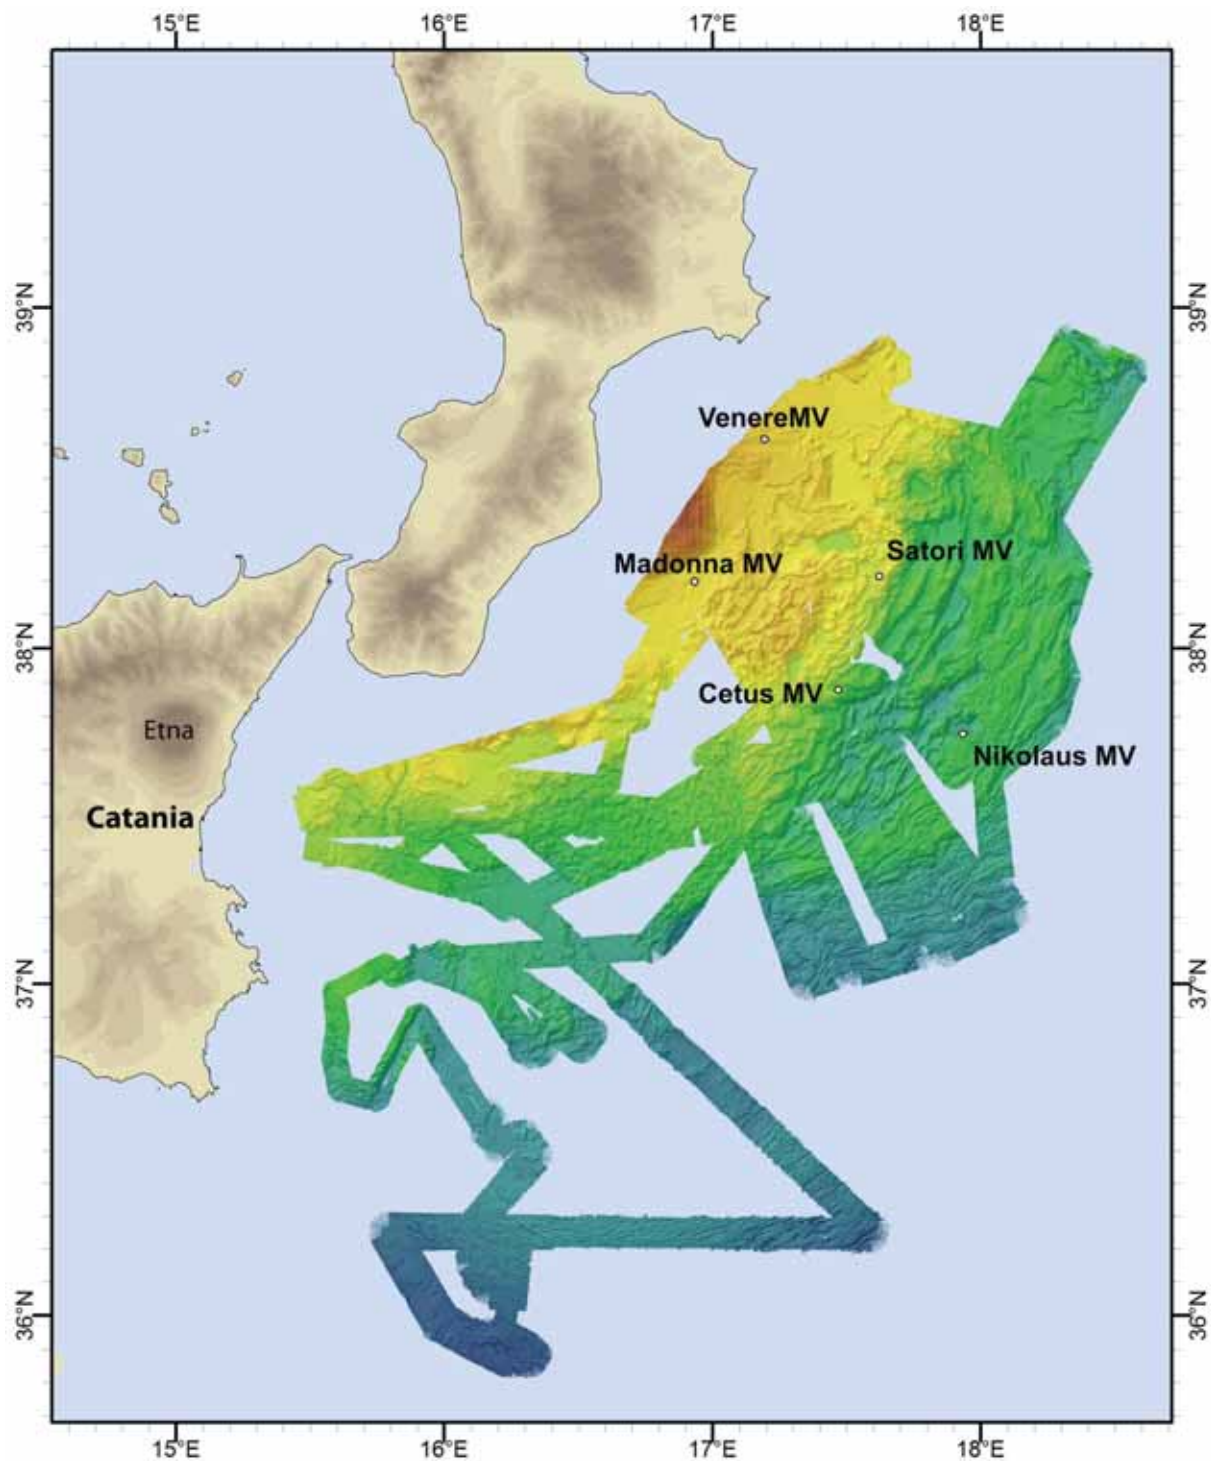 15°E 16°E 17°E 18°E
39°N 39°N
VenereMV
Satori MV
Madonna MV
38°N 38°N
Cetus MV
Etna
Nikolaus MV
Catania
37°N 37°N
36°N 36°N
15°E 16°E 17°E 18°E